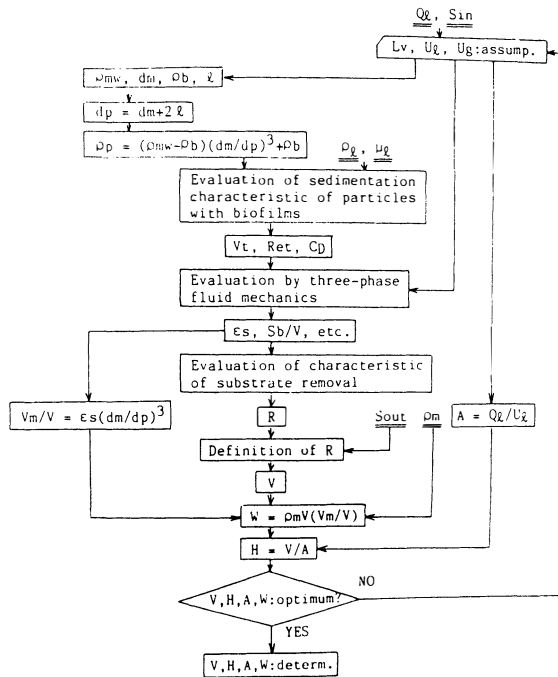 Qℓ, Sin
Lv, Uℓ, Ug:assump.
ρmw, dm, ρb, ℓ
dp = dm+2ℓ
ρp = (ρmw-ρb)(dm/dp)³+ρb
ρℓ, μℓ
Evaluation of sedimentation
characteristic of particles
with biofilms
Vt, Ret, CD
Evaluation by three-phase
fluid mechanics
εs, Sb/V, etc.
Evaluation of characteristic
of substrate removal
Vm/V = εs(dm/dp)³
R
Sout
ρm
A = Qℓ/Uℓ
Definition of R
V
W = ρmV(Vm/V)
H = V/A
NO
V,H,A,W:optimum?
YES
V,H,A,W:determ.